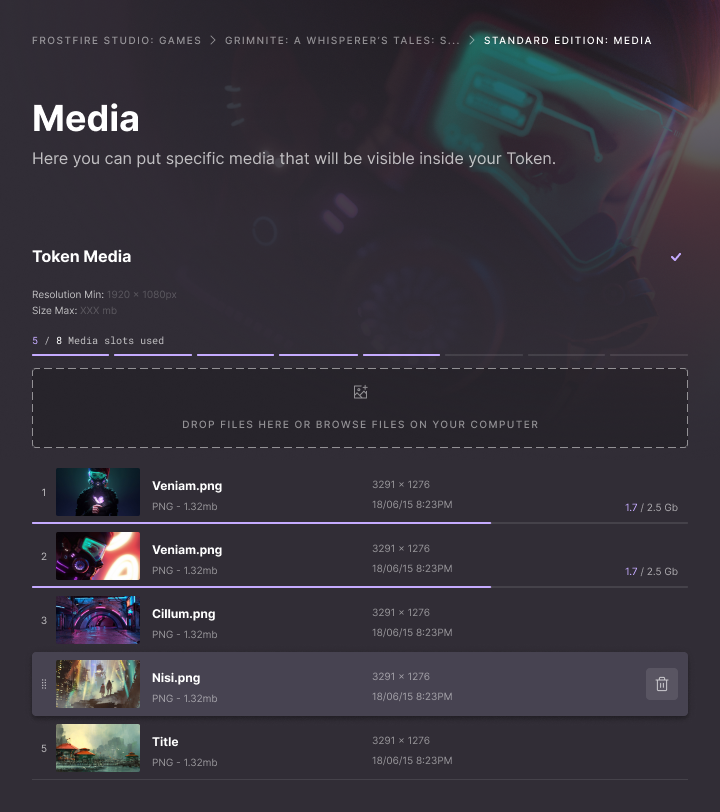 FROSTFIRE STUDIO: GAMES > GRIMNITE: A WHISPERER'S TALES: S... > STANDARD EDITION: MEDIA
Media
Here you can put specific media that will be visible inside your Token.
Token Media
Resolution Min: 1920 × 1080px
Size Max: XXX mb
5 / 8 Media slots used
DROP FILES HERE OR BROWSE FILES ON YOUR COMPUTER
1 Veniam.png 3291 × 1276
PNG - 1.32mb 18/06/15 8:23PM 1.7 / 2.5 Gb
2 Veniam.png 3291 × 1276
PNG - 1.32mb 18/06/15 8:23PM 1.7 / 2.5 Gb
3 Cillum.png 3291 × 1276
PNG - 1.32mb 18/06/15 8:23PM
Nisi.png 3291 × 1276
PNG - 1.32mb 18/06/15 8:23PM
5 Title 3291 × 1276
PNG - 1.32mb 18/06/15 8:23PM